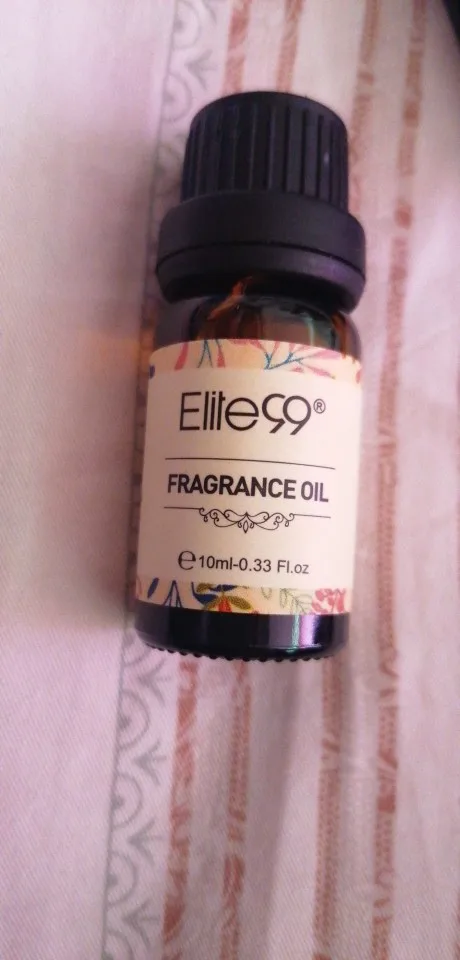 Elite99®
FRAGRANCE OIL
℮10ml-0.33 Fl.oz